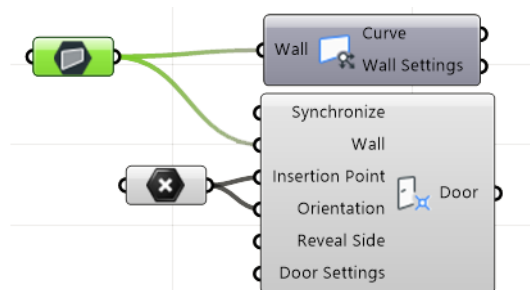 Curve
Wall
Wall Settings
Synchronize
Wall
Insertion Point
Door
Orientation
Reveal Side
Door Settings